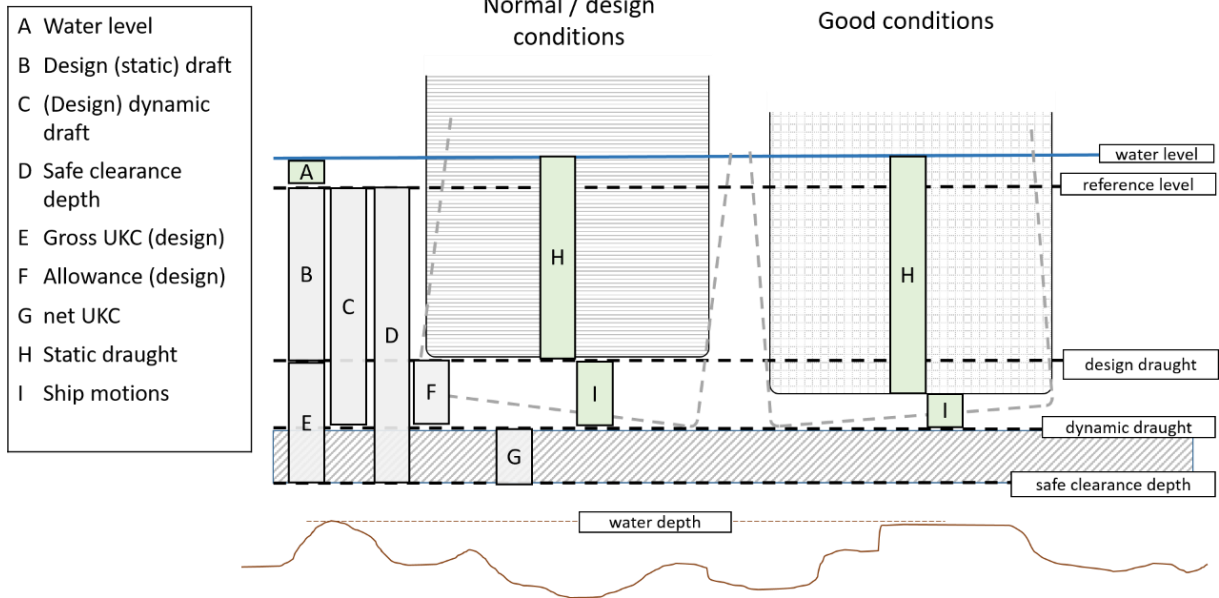 Normal / design
conditions
Good conditions
A Water level
B Design (static) draft
C (Design) dynamic
draft
D Safe clearance
depth
E Gross UKC (design)
F Allowance (design)
G net UKC
H Static draught
I Ship motions
water level
A
reference level
B
C
D
H
H
design draught
F
I
I
E
dynamic draught
G
safe clearance depth
water depth